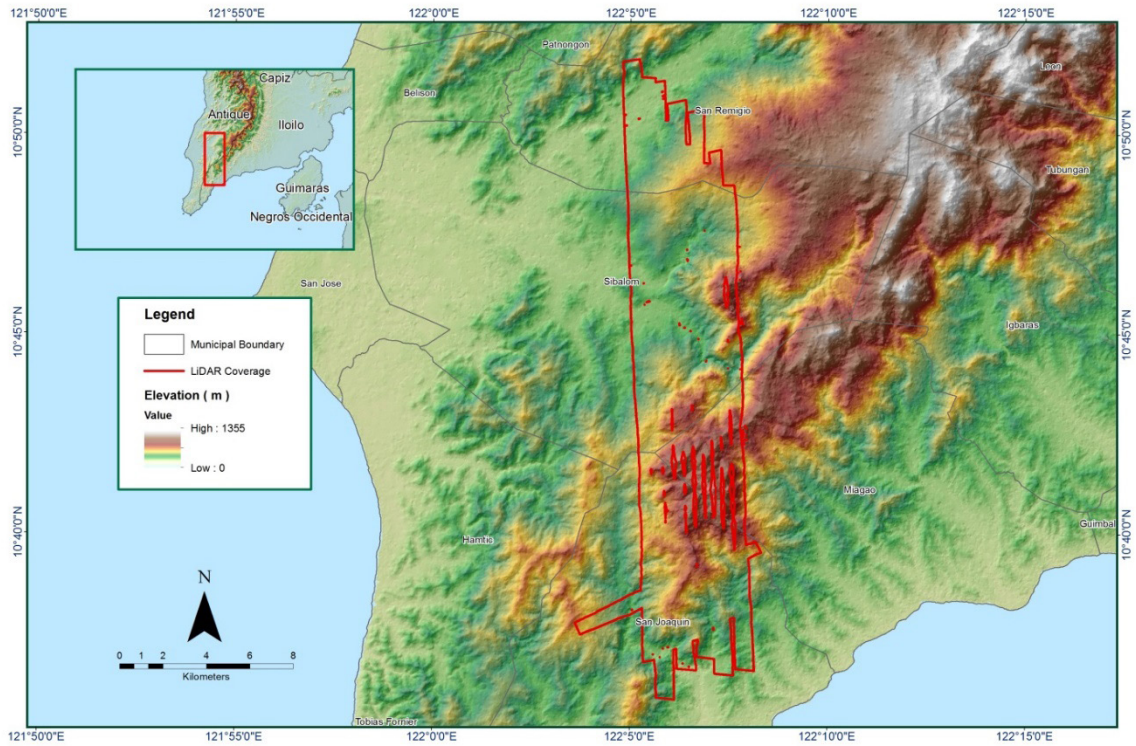 121°50'0"E 121°55'0"E 122°0'0"E 122°5'0"E 122°10'0"E 122°15'0"E
Pathongon
Leon
Capiz
Belison
San Remigio
Antique
Iloilo
10°50'0"N 10°50'0"N
Tubungan
Guimaras
Negros Occidental
San Jose
Sibalom
Igbaras
10°45'0"N 10°45'0"N
Legend
Municipal Boundary
LiDAR Coverage
Elevation ( m )
Value
High : 1355
Low : 0
Miagao
Guimbal
10°40'0"N 10°40'0"N
Hamtic
N
San Joaquin
0 1 2 4 6 8
Kilometers
Tobias Fornier
121°50'0"E 121°55'0"E 122°0'0"E 122°5'0"E 122°10'0"E 122°15'0"E